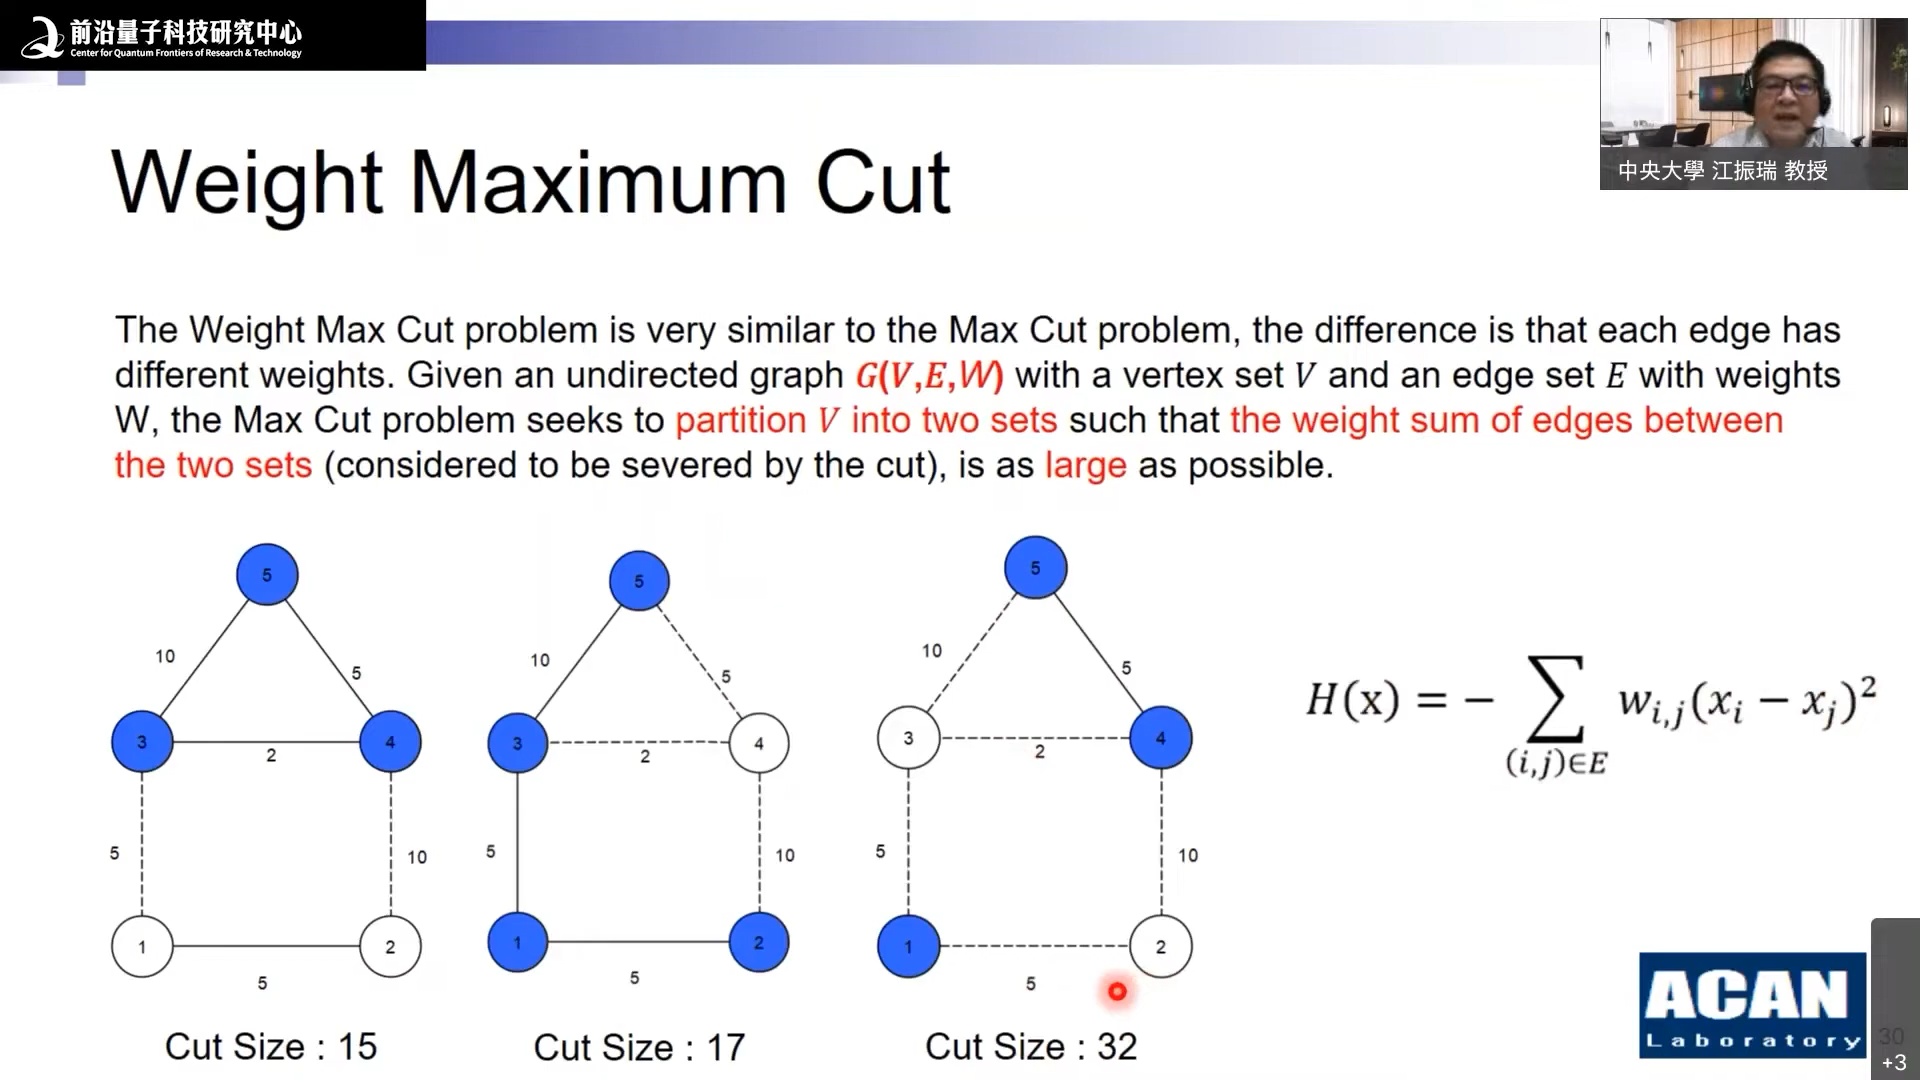 前沿量子科技研究中心
Center for Quantum Frontiers of Research & Technology
中央大學 江振瑞 教授
Weight Maximum Cut
The Weight Max Cut problem is very similar to the Max Cut problem, the difference is that each edge has
different weights. Given an undirected graph G(V,E,W) with a vertex set V and an edge set E with weights
W, the Max Cut problem seeks to partition V into two sets such that the weight sum of edges between
the two sets (considered to be severed by the cut), is as large as possible.
5
10
5
3
4
2
5
10
1
2
5
Cut Size : 15
5
10
5
3
4
2
5
10
1
2
5
Cut Size : 17
5
10
5
3
4
2
5
10
1
2
5
Cut Size : 32
H(x) = − ∑ w_{i,j}(x_i − x_j)²
(i,j)∈E
ACAN
Laboratory
30
+3